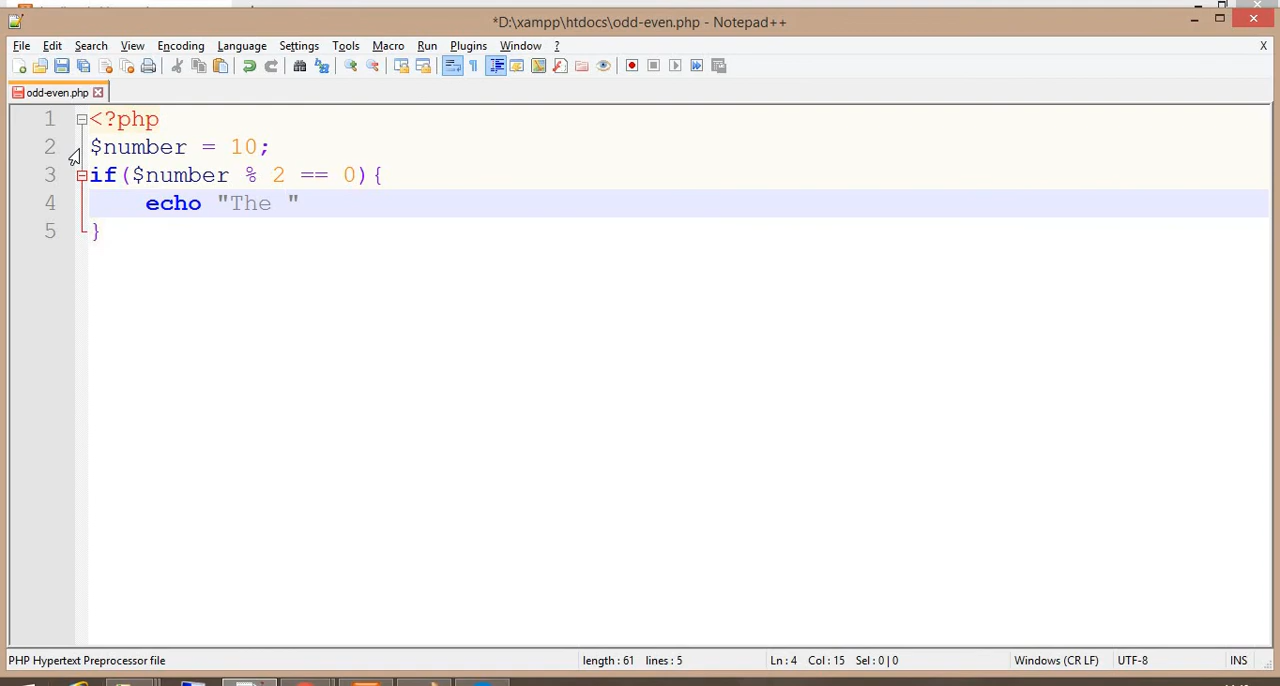 *D:\xampp\htdocs\odd-even.php - Notepad++
File Edit Search View Encoding Language Settings Tools Macro Run Plugins Window ? X
odd-even.php
1 <?php
2 $number = 10;
3 if($number % 2 == 0){
4 echo "The "
5 }
PHP Hypertext Preprocessor file length : 61 lines : 5 Ln : 4 Col : 15 Sel : 0 | 0 Windows (CR LF) UTF-8 INS